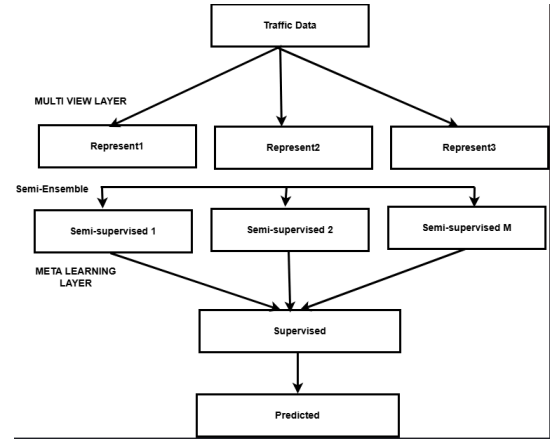 Traffic Data
MULTI VIEW LAYER
Represent1
Represent2
Represent3
Semi-Ensemble
Semi-supervised 1
Semi-supervised 2
Semi-supervised M
META LEARNING
LAYER
Supervised
Predicted